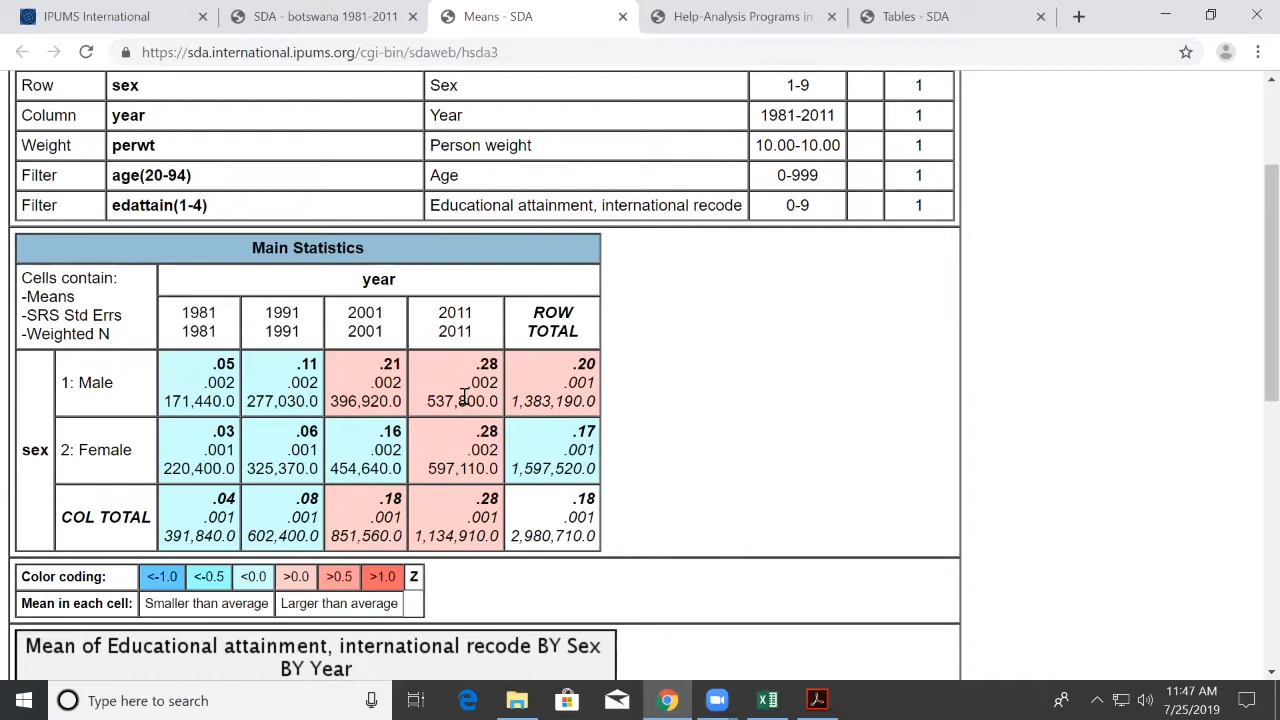 IPUMS International
SDA - botswana 1981-2011
Means - SDA
Help-Analysis Programs in
Tables - SDA
https://sda.international.ipums.org/cgi-bin/sdaweb/hsda3
Row sex Sex 1-9 1
Column year Year 1981-2011 1
Weight perwt Person weight 10.00-10.00 1
Filter age(20-94) Age 0-999 1
Filter edattain(1-4) Educational attainment, international recode 0-9 1
Main Statistics
Cells contain:
-Means
-SRS Std Errs
-Weighted N
year
1981 1991 2001 2011 ROW
1981 1991 2001 2011 TOTAL
sex
1: Male
.05 .11 .21 .28 .20
.002 .002 .002 .002 .001
171,440.0 277,030.0 396,920.0 537,800.0 1,383,190.0
2: Female
.03 .06 .16 .28 .17
.001 .001 .002 .002 .001
220,400.0 325,370.0 454,640.0 597,110.0 1,597,520.0
COL TOTAL
.04 .08 .18 .28 .18
.001 .001 .001 .001 .001
391,840.0 602,400.0 851,560.0 1,134,910.0 2,980,710.0
Color coding: <-1.0 <-0.5 <0.0 >0.0 >0.5 >1.0 Z
Mean in each cell: Smaller than average Larger than average
Mean of Educational attainment, international recode BY Sex
BY Year
Type here to search
11:47 AM
7/25/2019